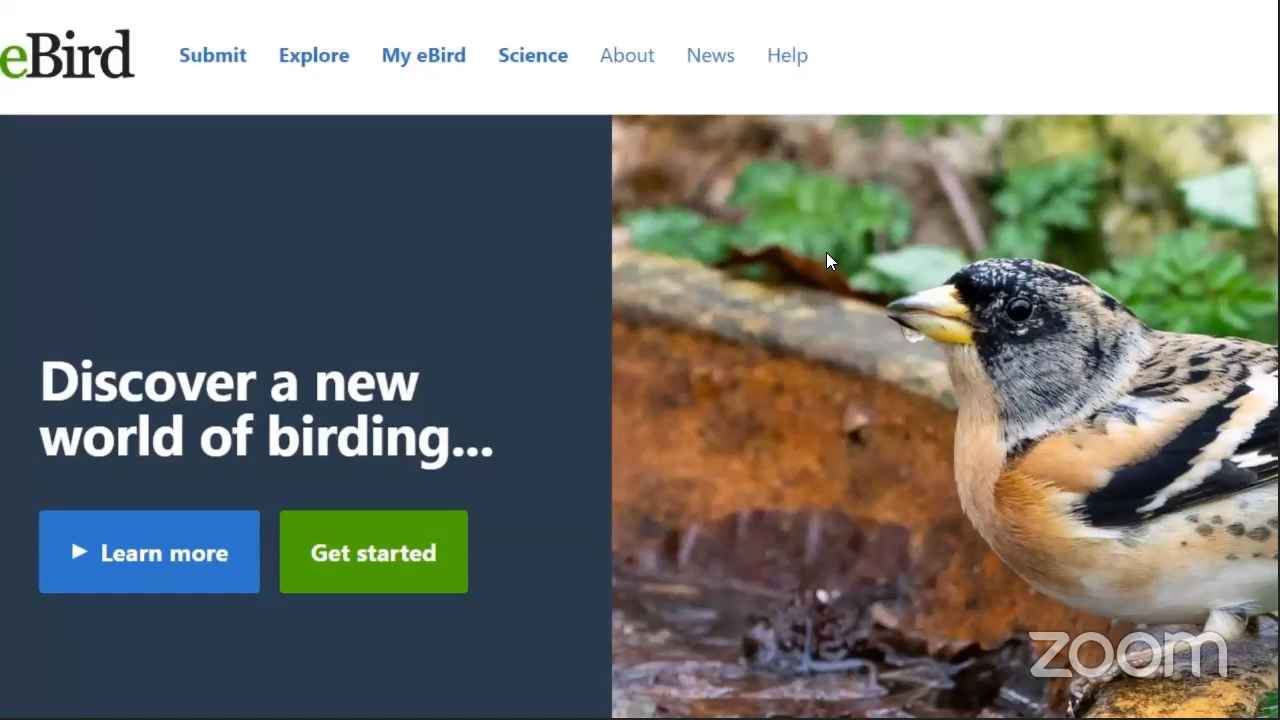 eBird
Submit Explore My eBird Science About News Help
Discover a new
world of birding...
Learn more Get started
zoom